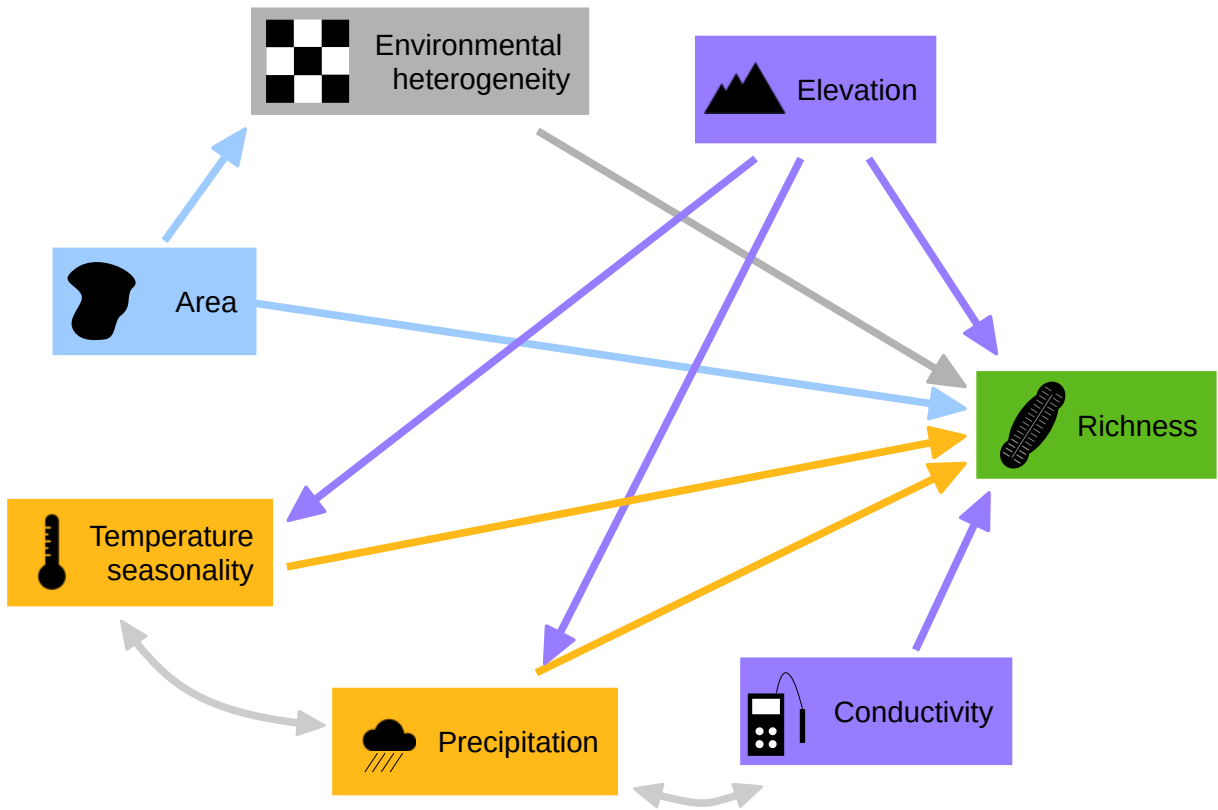 Environmental
heterogeneity
Elevation
Area
Richness
Temperature
seasonality
Precipitation
Conductivity